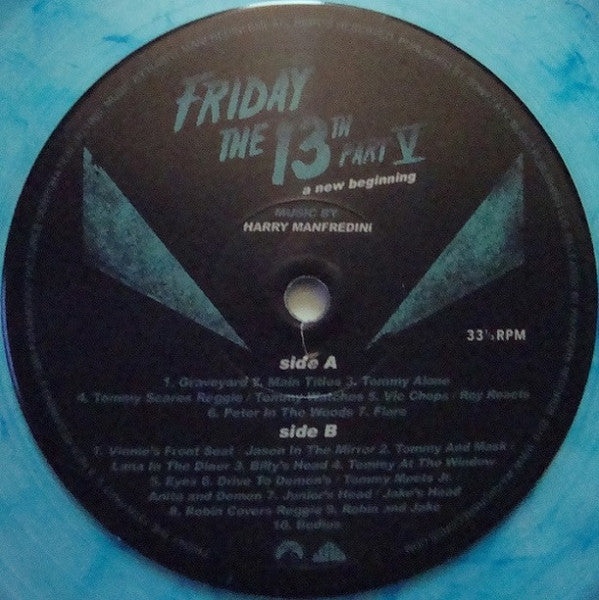 FRIDAY
THE 13TH PART V
a new beginning
MUSIC BY
HARRY MANFREDINI
33⅓ RPM
side A
1. Graveyard 2. Main Titles 3. Tommy Alone
4. Tommy Scares Reggie / Tommy Watches 5. Vic Chops / Roy Reacts
6. Peter In The Woods 7. Flare
side B
1. Vinnie's Front Seat / Jason In The Mirror 2. Tommy And Mask /
Lana In The Diner 3. Billy's Head 4. Tommy At The Window
5. Eyes 6. Drive To Demon's / Tommy Meets Jr.
Anita and Demon 7. Junior's Head / Jake's Head
8. Robin Covers Reggie 9. Robin and Jake
10. Bodies